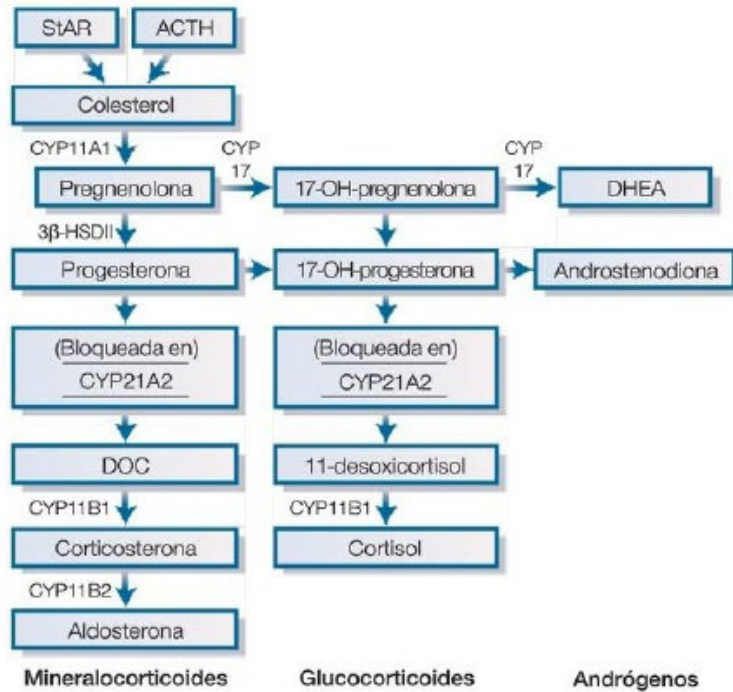 StAR
ACTH
Colesterol
CYP11A1
CYP
17
CYP
17
Pregnenolona
17-OH-pregnenolona
DHEA
3β-HSDII
Progesterona
17-OH-progesterona
Androstenodiona
(Bloqueada en)
CYP21A2
(Bloqueada en)
CYP21A2
DOC
11-desoxicortisol
CYP11B1
CYP11B1
Corticosterona
Cortisol
CYP11B2
Aldosterona
Mineralocorticoides
Glucocorticoides
Andrógenos